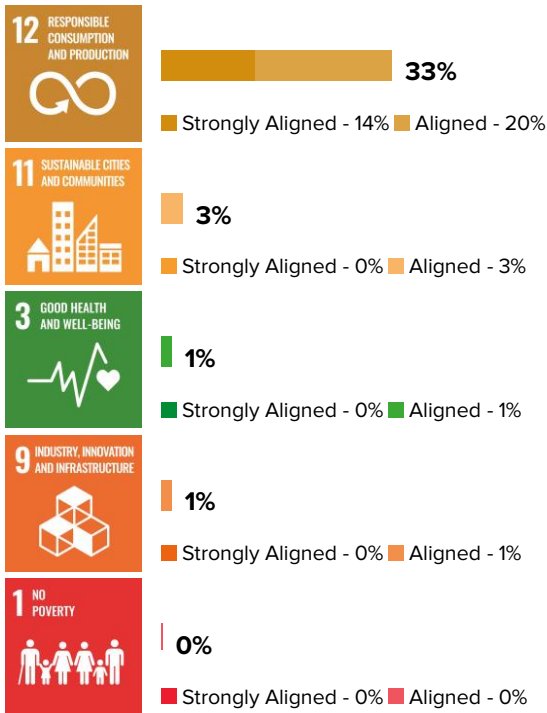 12 RESPONSIBLE
CONSUMPTION
AND PRODUCTION
33%
Strongly Aligned - 14% Aligned - 20%
11 SUSTAINABLE CITIES
AND COMMUNITIES
3%
Strongly Aligned - 0% Aligned - 3%
3 GOOD HEALTH
AND WELL-BEING
1%
Strongly Aligned - 0% Aligned - 1%
9 INDUSTRY, INNOVATION
AND INFRASTRUCTURE
1%
Strongly Aligned - 0% Aligned - 1%
1 NO
POVERTY
0%
Strongly Aligned - 0% Aligned - 0%